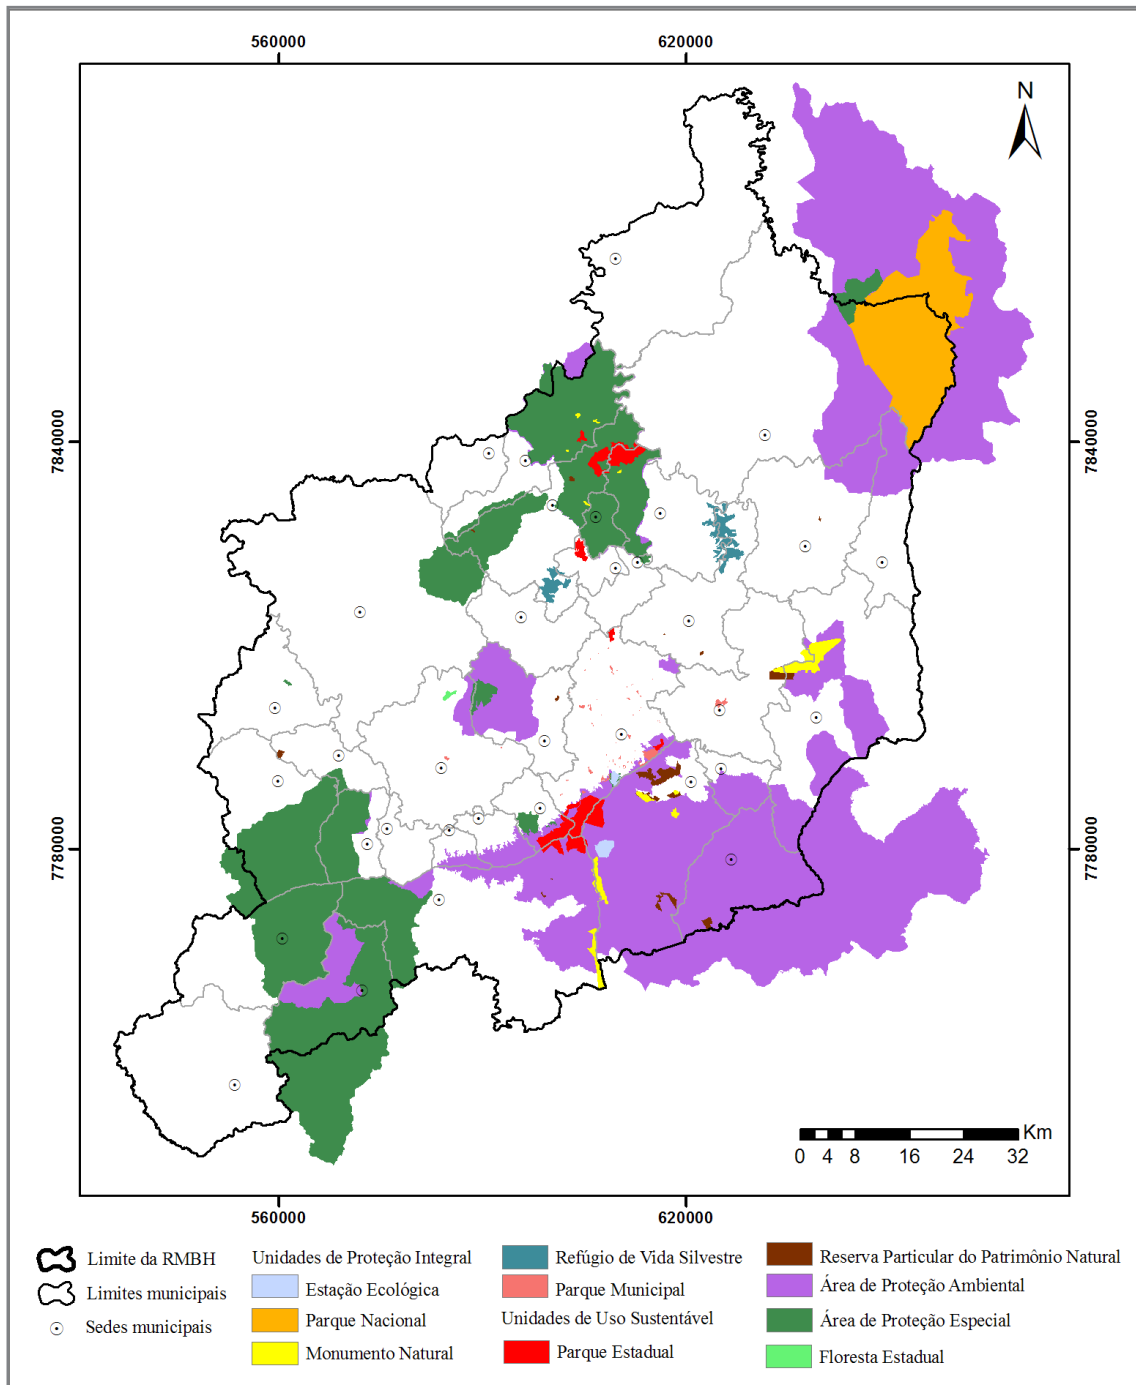 560000
620000
N
7840000
7840000
7780000
7780000
Km
0 4 8 16 24 32
560000
620000
Limite da RMBH
Limites municipais
Sedes municipais
Unidades de Proteção Integral
Estação Ecológica
Parque Nacional
Monumento Natural
Refúgio de Vida Silvestre
Parque Municipal
Unidades de Uso Sustentável
Parque Estadual
Reserva Particular do Patrimônio Natural
Área de Proteção Ambiental
Área de Proteção Especial
Floresta Estadual